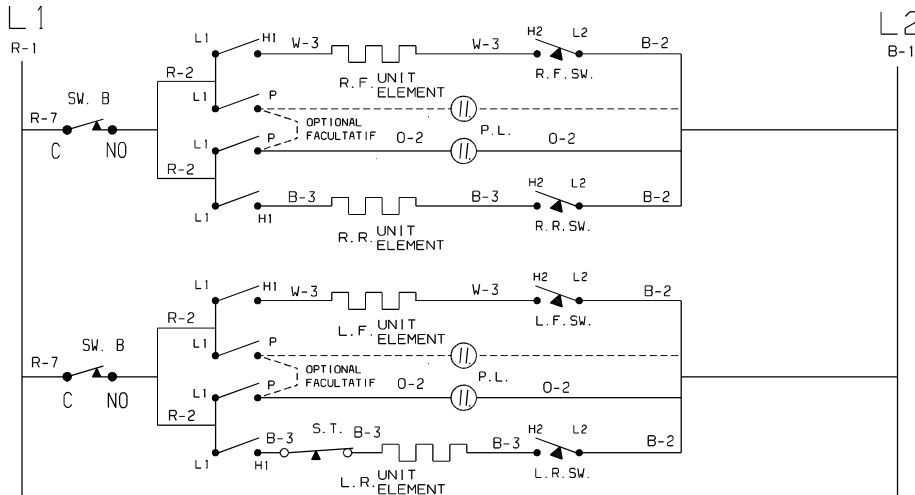 L1
L2
R-1
B-1
L1 H1 W-3 W-3 H2 L2 B-2
R-2
R.F. UNIT ELEMENT
R.F. SW.
SW. B
R-7
L1 P
OPTIONAL
FACULTATIF
P.L.
C NO
L1 P O-2 O-2
R-2
L1 H1 B-3 B-3 H2 L2 B-2
R.R. UNIT ELEMENT
R.R. SW.
L1 H1 W-3 W-3 H2 L2 B-2
R-2
L.F. UNIT ELEMENT
L.F. SW.
SW. B
R-7
L1 P
OPTIONAL
FACULTATIF
P.L.
C NO
L1 P O-2 O-2
R-2
L1 H1 B-3 S.T. B-3 B-3 H2 L2 B-2
L.R. UNIT ELEMENT
L.R. SW.